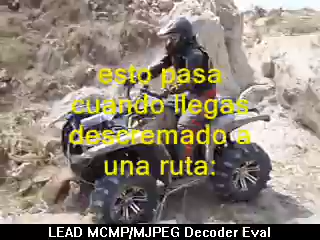 esto pasa
cuando llegas
descremado a
una ruta:
LEAD MCMP/MJPEG Decoder Eval